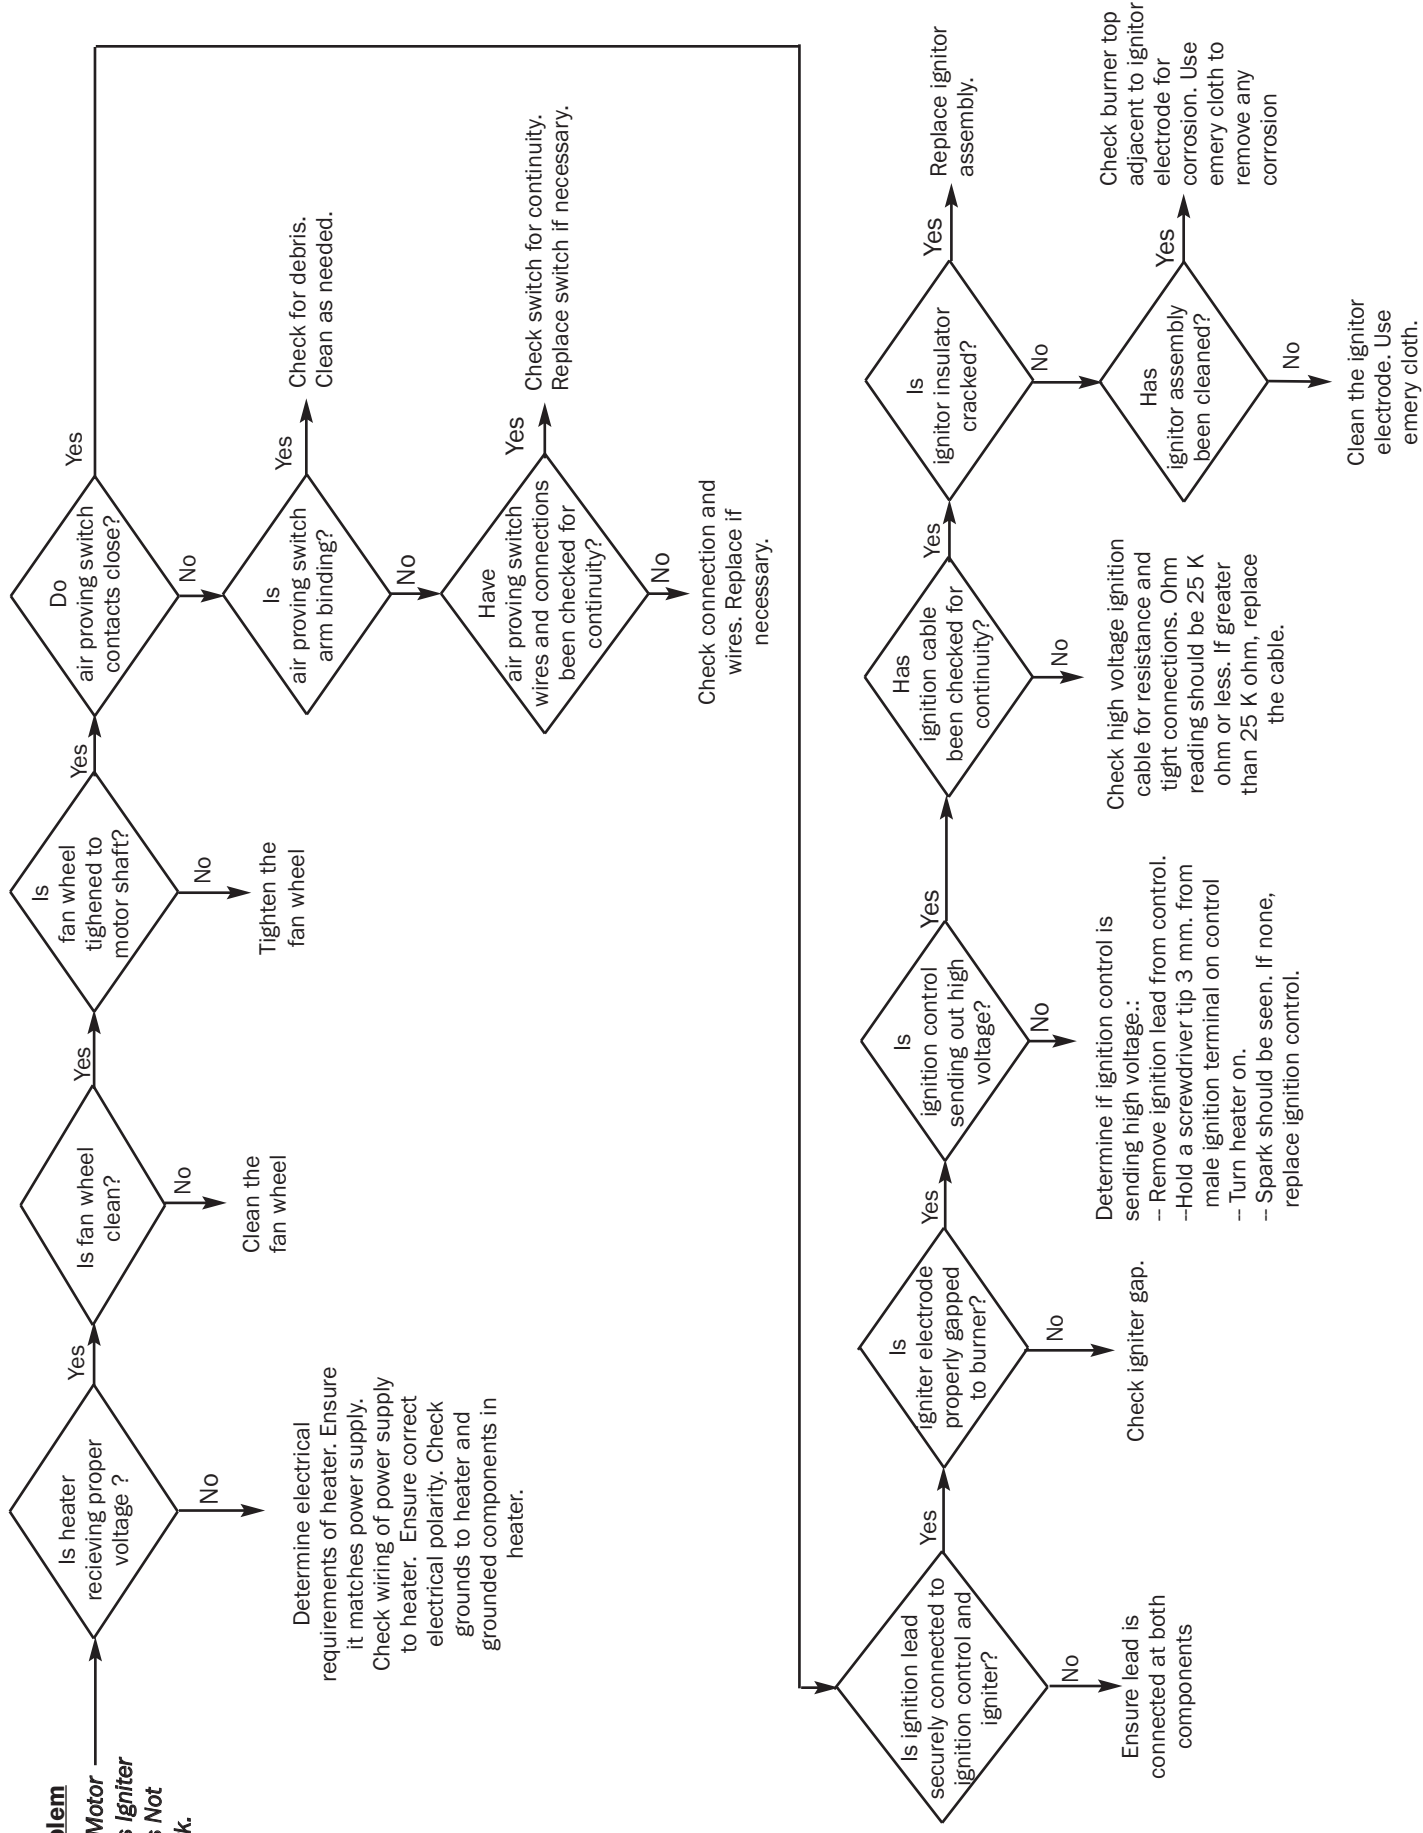 blem
Motor
s Igniter
s Not
k.
Is heater
recieving proper
voltage ?
Yes
No
Determine electrical
requirements of heater. Ensure
it matches power supply.
Check wiring of power supply
to heater. Ensure correct
electrical polarity. Check
grounds to heater and
grounded components in
heater.
Is fan wheel
clean?
Yes
No
Clean the
fan wheel
Is
fan wheel
tighened to
motor shaft?
Yes
No
Tighten the
fan wheel
Do
air proving switch
contacts close?
Yes
No
Is
air proving switch
arm binding?
Yes
Check for debris.
Clean as needed.
No
Have
air proving switch
wires and connections
been checked for
continuity?
Yes
Check switch for continuity.
Replace switch if necessary.
No
Check connection and
wires. Replace if
necessary.
Is ignition lead
securely connected to
ignition control and
igniter?
Yes
No
Ensure lead is
connected at both
components
Is
igniter electrode
properly gapped
to burner?
Yes
No
Check igniter gap.
Is
ignition control
sending out high
voltage?
Yes
No
Determine if ignition control is
sending high voltage.:
-- Remove ignition lead from control.
--Hold a screwdriver tip 3 mm. from
male ignition terminal on control
-- Turn heater on.
-- Spark should be seen. If none,
replace ignition control.
Has
ignition cable
been checked for
continuity?
Yes
No
Check high voltage ignition
cable for resistance and
tight connections. Ohm
reading should be 25 K
ohm or less. If greater
than 25 K ohm, replace
the cable.
Is
ignitor insulator
cracked?
Yes
Replace ignitor
assembly.
No
Has
ignitor assembly
been cleaned?
Yes
Check burner top
adjacent to ignitor
electrode for
corrosion. Use
emery cloth to
remove any
corrosion
No
Clean the ignitor
electrode. Use
emery cloth.